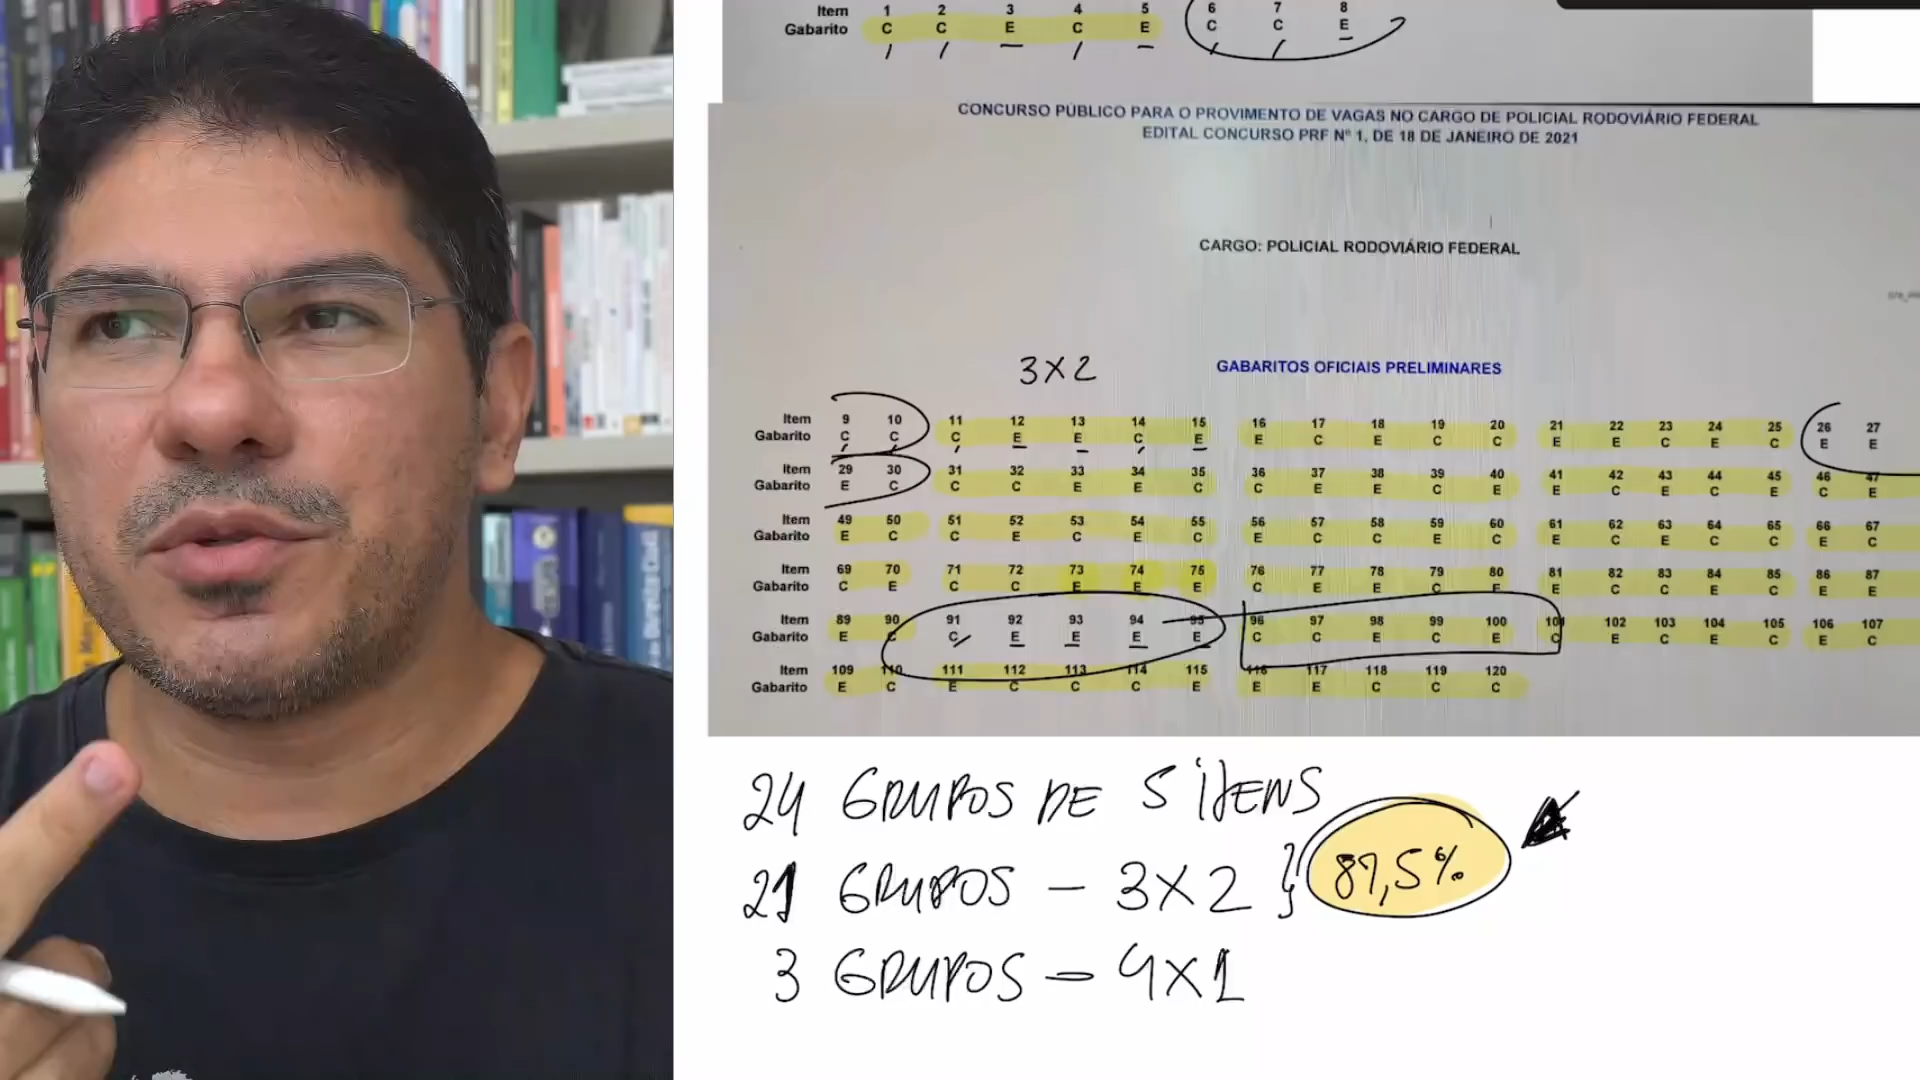 Item 1 2 3 4 5 6 7 8
Gabarito C C E C E C C E
CONCURSO PÚBLICO PARA O PROVIMENTO DE VAGAS NO CARGO DE POLICIAL RODOVIÁRIO FEDERAL
EDITAL CONCURSO PRF Nº 1, DE 18 DE JANEIRO DE 2021
CARGO: POLICIAL RODOVIÁRIO FEDERAL
3X2
GABARITOS OFICIAIS PRELIMINARES
Item 9 10 11 12 13 14 15 16 17 18 19 20 21 22 23 24 25 26 27
Gabarito C C C E E C E E C E C C E E C E C E E
Item 29 30 31 32 33 34 35 36 37 38 39 40 41 42 43 44 45 46 47
Gabarito E C C C E E C C E E C E E C E C E C E
Item 49 50 51 52 53 54 55 56 57 58 59 60 61 62 63 64 65 66 67
Gabarito E C C E C E C E C C E C E C E C C E C
Item 69 70 71 72 73 74 75 76 77 78 79 80 81 82 83 84 85 86 87
Gabarito C E C C E E E C E E C E E C C E C E E
Item 89 90 91 92 93 94 95 96 97 98 99 100 101 102 103 104 105 106 107
Gabarito E C C E E E E C C E C E C E C E C E C
Item 109 110 111 112 113 114 115 116 117 118 119 120
Gabarito E C E C C C E E E C C C
24 GRUPOS DE 5 ITENS
21 GRUPOS - 3X2 } 87,5%
3 GRUPOS - 4X1